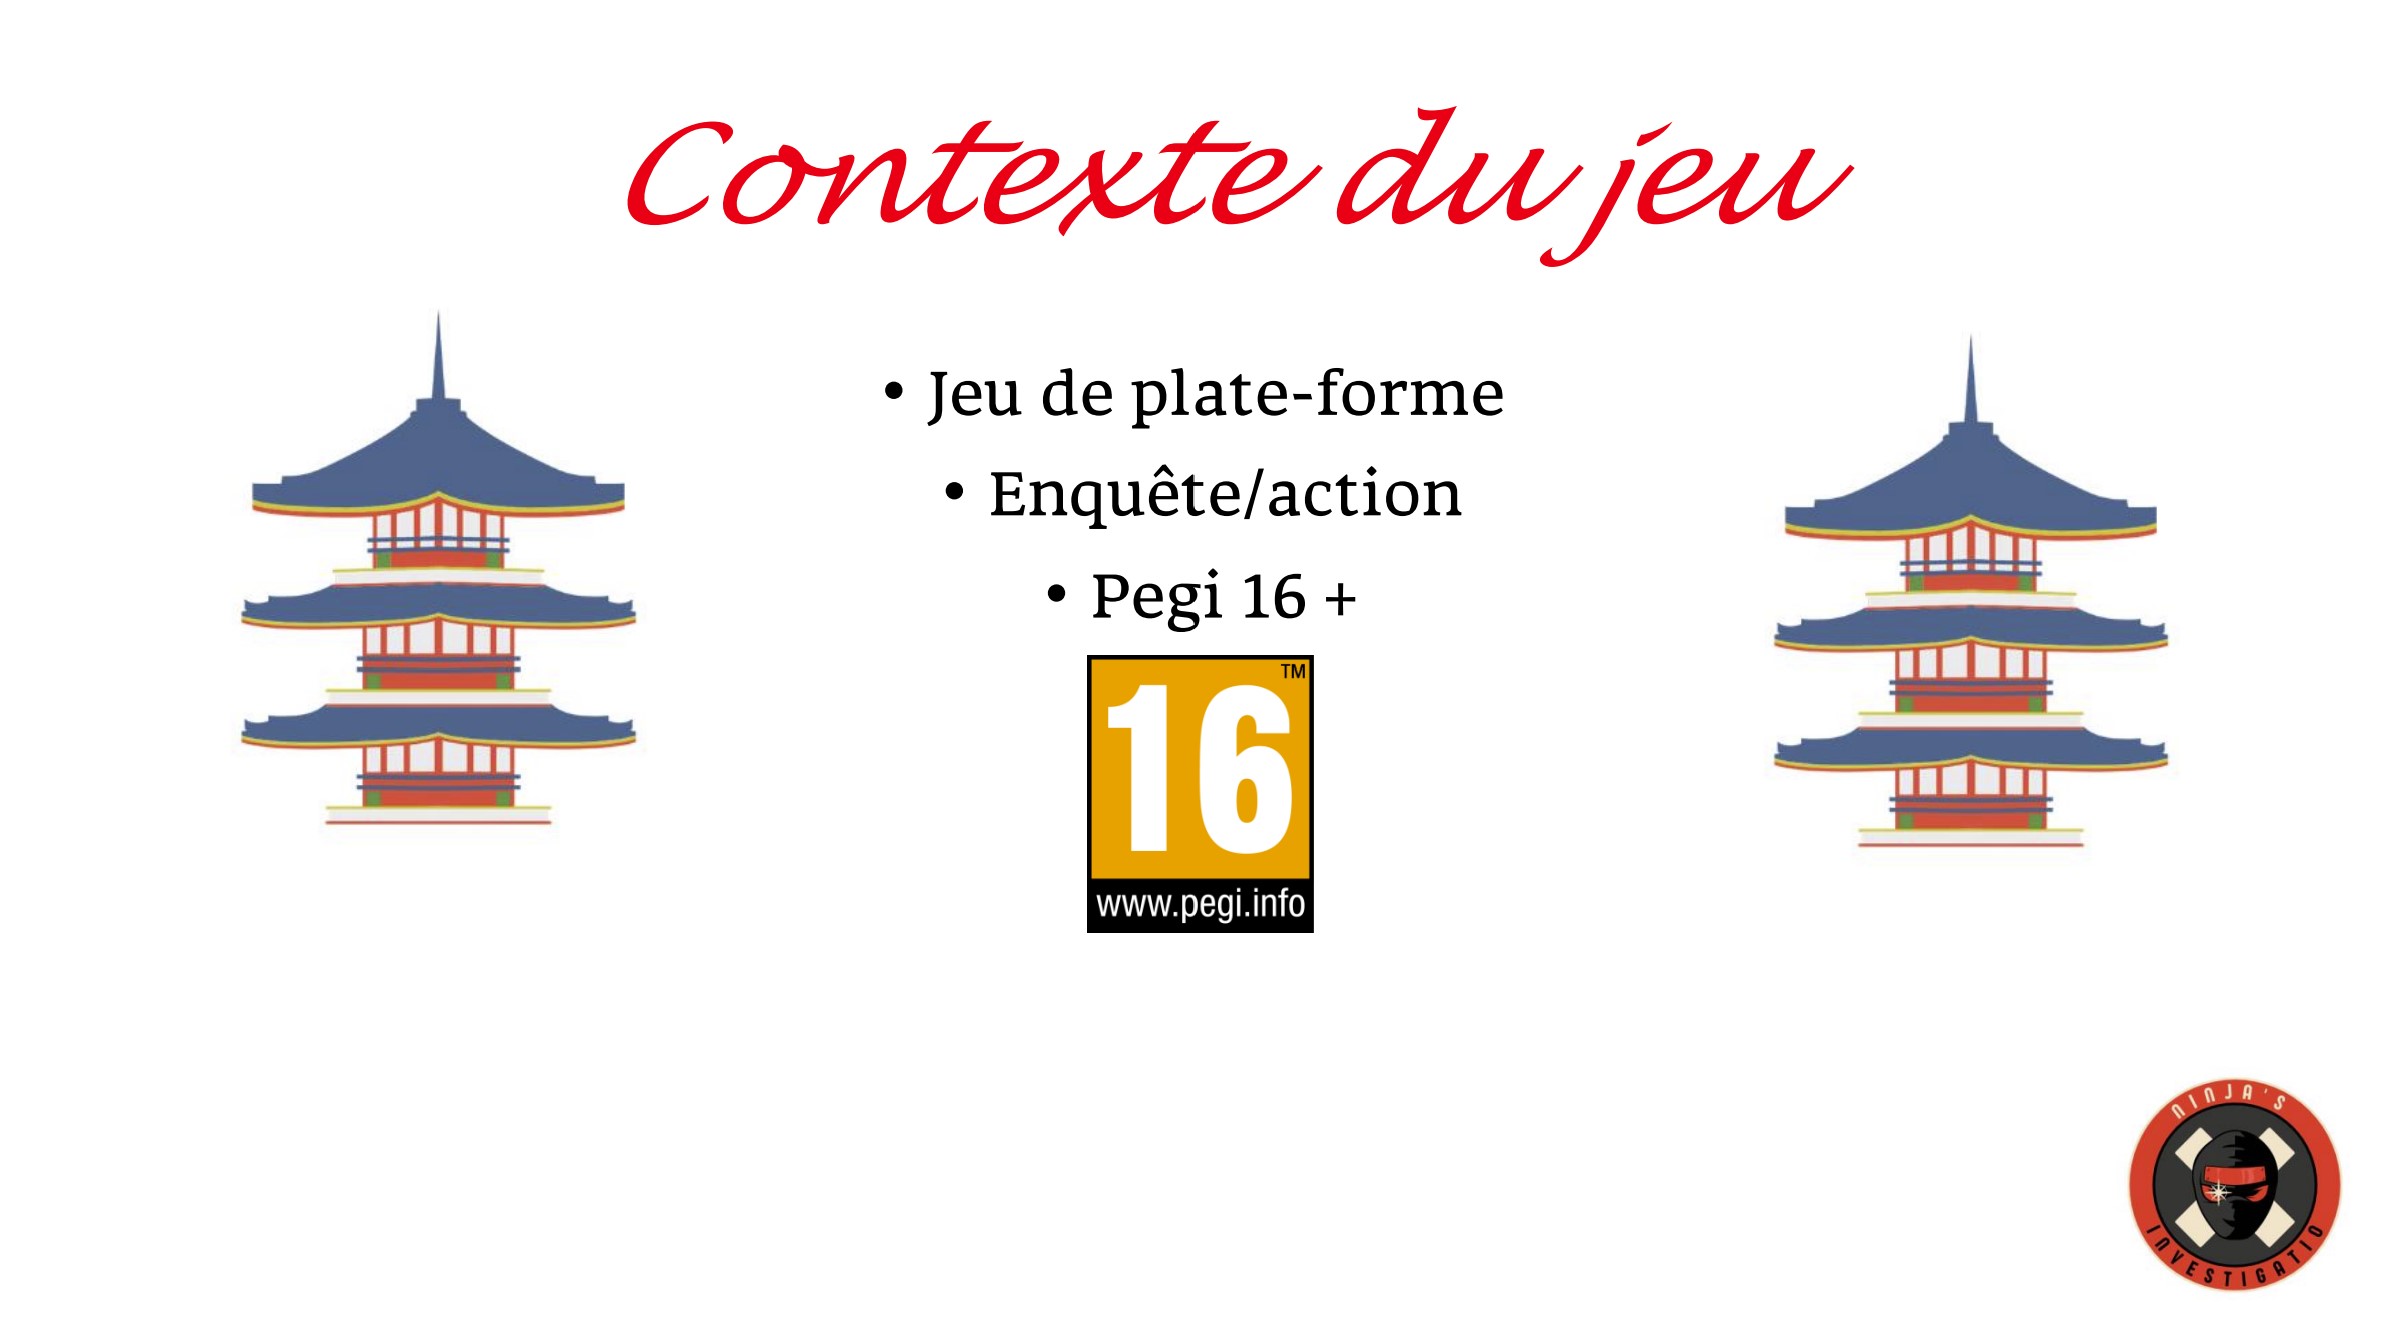 Contexte du jeu
• Jeu de plate-forme
• Enquête/action
• Pegi 16 +
16
TM
www.pegi.info
NINJA'S
INVESTIGATIO